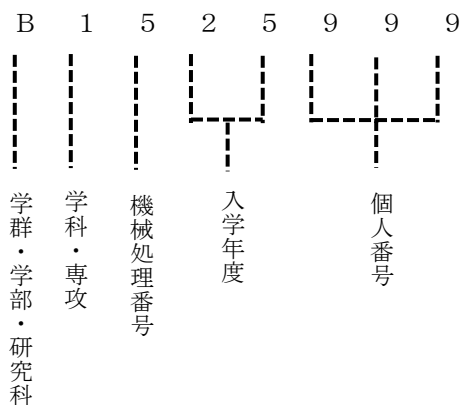 B 1 5 2 5 9 9 9
学群・学部・研究科
学科・専攻
機械処理番号
入学年度
個人番号